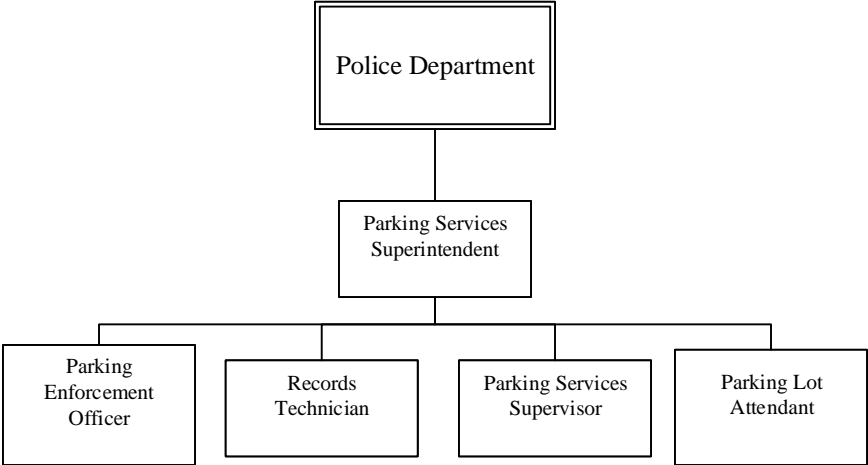 Police Department
Parking Services
Superintendent
Parking
Enforcement
Officer
Records
Technician
Parking Services
Supervisor
Parking Lot
Attendant